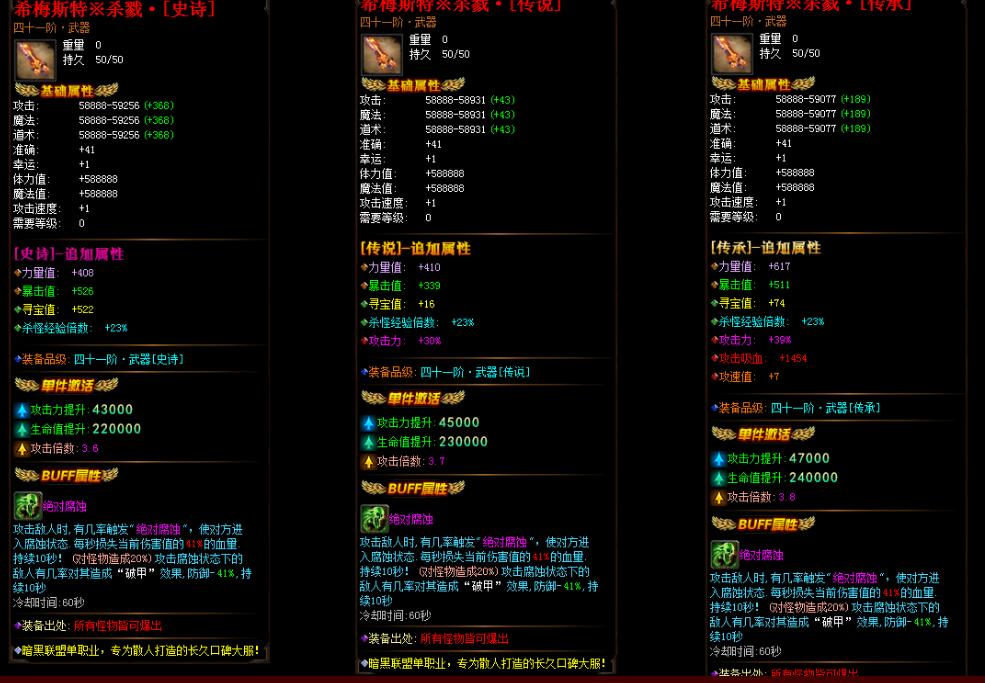 希梅斯特※杀戮·[史诗]
四十一阶·武器
重量 0
持久 50/50
基础属性
攻击: 58888-59256 (+368)
魔法: 58888-59256 (+368)
道术: 58888-59256 (+368)
准确: +41
幸运: +1
体力值: +588888
魔法值: +588888
攻击速度: +1
需要等级: 0
[史诗]-追加属性
力量值: +408
暴击值: +526
寻宝值: +522
杀怪经验倍数: +23%
装备品级: 四十一阶·武器[史诗]
单件激活
攻击力提升: 43000
生命值提升: 220000
攻击倍数: 3.6
BUFF属性
绝对腐蚀
攻击敌人时,有几率触发"绝对腐蚀", 使对方进
入腐蚀状态.每秒损失当前伤害值的41%的血量.
持续10秒! (对怪物造成20%) 攻击腐蚀状态下的
敌人有几率对其造成 "破甲" 效果, 防御-41%, 持
续10秒
冷却时间:60秒
装备出处: 所有怪物皆可爆出
暗黑联盟单职业, 专为散人打造的长久口碑大服!
希梅斯特※杀戮·[传说]
四十一阶·武器
重量 0
持久 50/50
基础属性
攻击: 58888-58931 (+43)
魔法: 58888-58931 (+43)
道术: 58888-58931 (+43)
准确: +41
幸运: +1
体力值: +588888
魔法值: +588888
攻击速度: +1
需要等级: 0
[传说]-追加属性
力量值: +410
暴击值: +339
寻宝值: +16
杀怪经验倍数: +23%
攻击力: +30%
装备品级: 四十一阶·武器[传说]
单件激活
攻击力提升: 45000
生命值提升: 230000
攻击倍数: 3.7
BUFF属性
绝对腐蚀
攻击敌人时,有几率触发"绝对腐蚀", 使对方进
入腐蚀状态.每秒损失当前伤害值的41%的血量.
持续10秒! (对怪物造成20%) 攻击腐蚀状态下的
敌人有几率对其造成 "破甲" 效果, 防御-41%, 持
续10秒
冷却时间:60秒
装备出处: 所有怪物皆可爆出
暗黑联盟单职业, 专为散人打造的长久口碑大服!
希梅斯特※杀戮·[传承]
四十一阶·武器
重量 0
持久 50/50
基础属性
攻击: 58888-59077 (+189)
魔法: 58888-59077 (+189)
道术: 58888-59077 (+189)
准确: +41
幸运: +1
体力值: +588888
魔法值: +588888
攻击速度: +1
需要等级: 0
[传承]-追加属性
力量值: +617
暴击值: +511
寻宝值: +74
杀怪经验倍数: +23%
攻击力: +39%
攻击吸血: +1454
攻速值: +7
装备品级: 四十一阶·武器[传承]
单件激活
攻击力提升: 47000
生命值提升: 240000
攻击倍数: 3.8
BUFF属性
绝对腐蚀
攻击敌人时,有几率触发"绝对腐蚀", 使对方进
入腐蚀状态.每秒损失当前伤害值的41%的血量.
持续10秒! (对怪物造成20%) 攻击腐蚀状态下的
敌人有几率对其造成 "破甲" 效果, 防御-41%, 持
续10秒
冷却时间:60秒
装备出处: 所有怪物皆可爆出